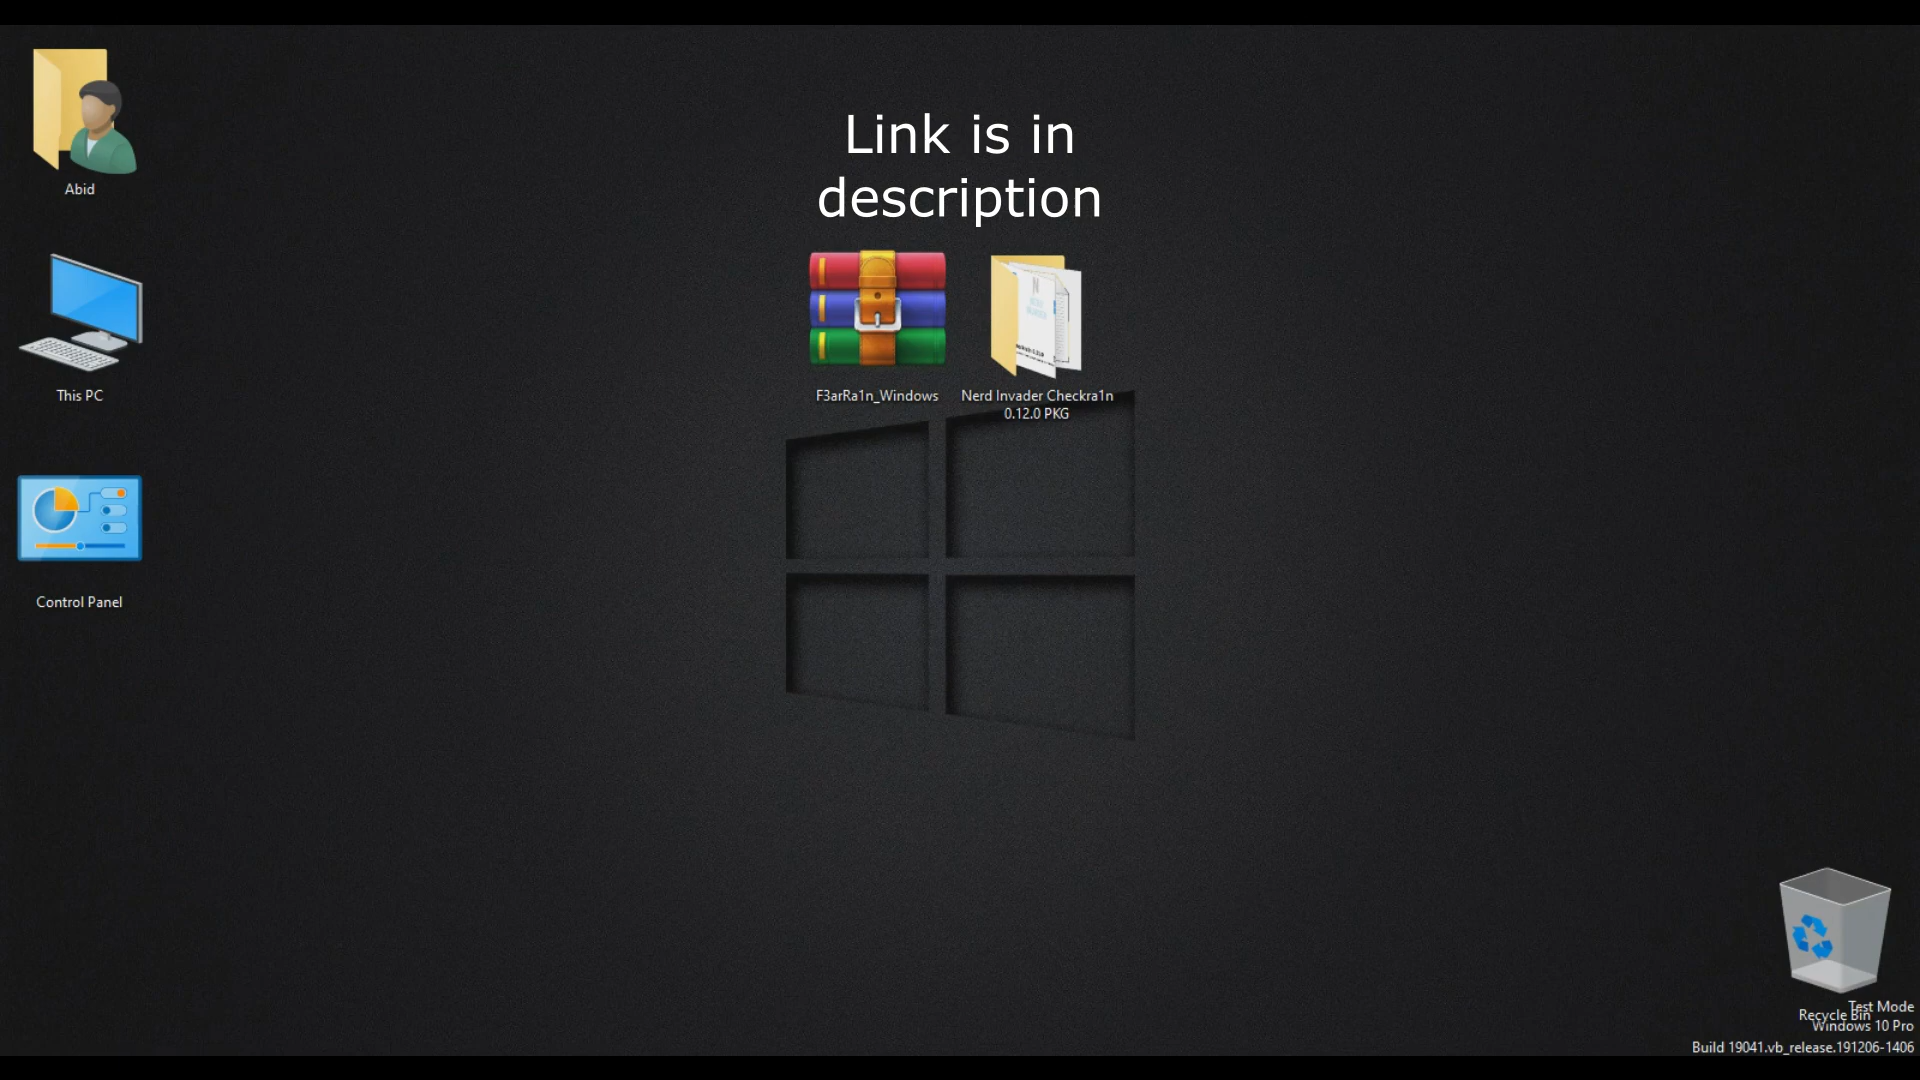 Link is in
description
Abid
This PC
Control Panel
F3arRa1n_Windows
Nerd Invader Checkra1n
0.12.0 PKG
Recycle Bin
Test Mode
Windows 10 Pro
Build 19041.vb_release.191206-1406